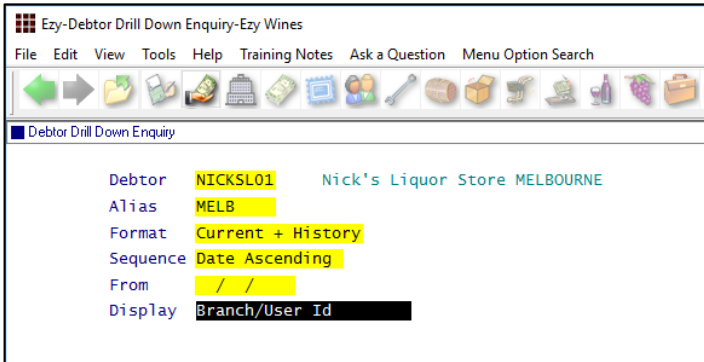 Ezy-Debtor Drill Down Enquiry-Ezy Wines
File Edit View Tools Help Training Notes Ask a Question Menu Option Search
Debtor Drill Down Enquiry
Debtor NICKSL01 Nick's Liquor Store MELBOURNE
Alias MELB
Format Current + History
Sequence Date Ascending
From / /
Display Branch/User Id